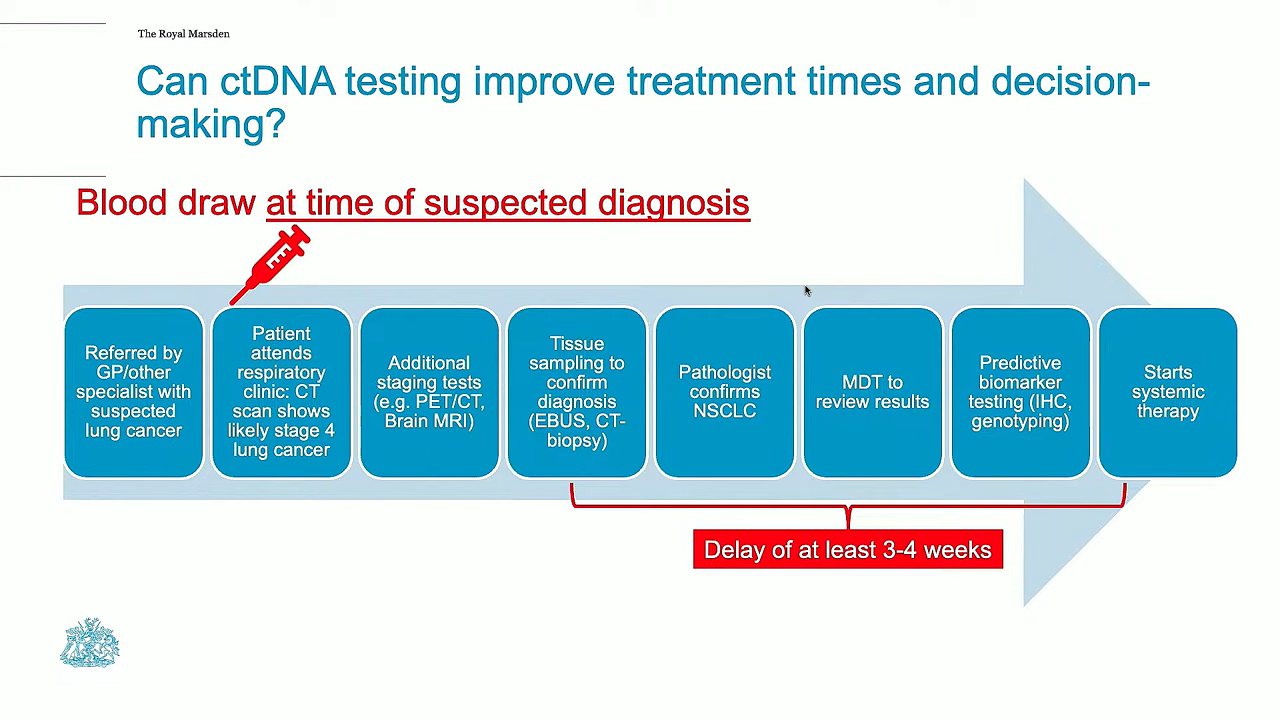 The Royal Marsden
Can ctDNA testing improve treatment times and decision-
making?
Blood draw at time of suspected diagnosis
Referred by
GP/other
specialist with
suspected
lung cancer
Patient
attends
respiratory
clinic: CT
scan shows
likely stage 4
lung cancer
Additional
staging tests
(e.g. PET/CT,
Brain MRI)
Tissue
sampling to
confirm
diagnosis
(EBUS, CT-
biopsy)
Pathologist
confirms
NSCLC
MDT to
review results
Predictive
biomarker
testing (IHC,
genotyping)
Starts
systemic
therapy
Delay of at least 3-4 weeks